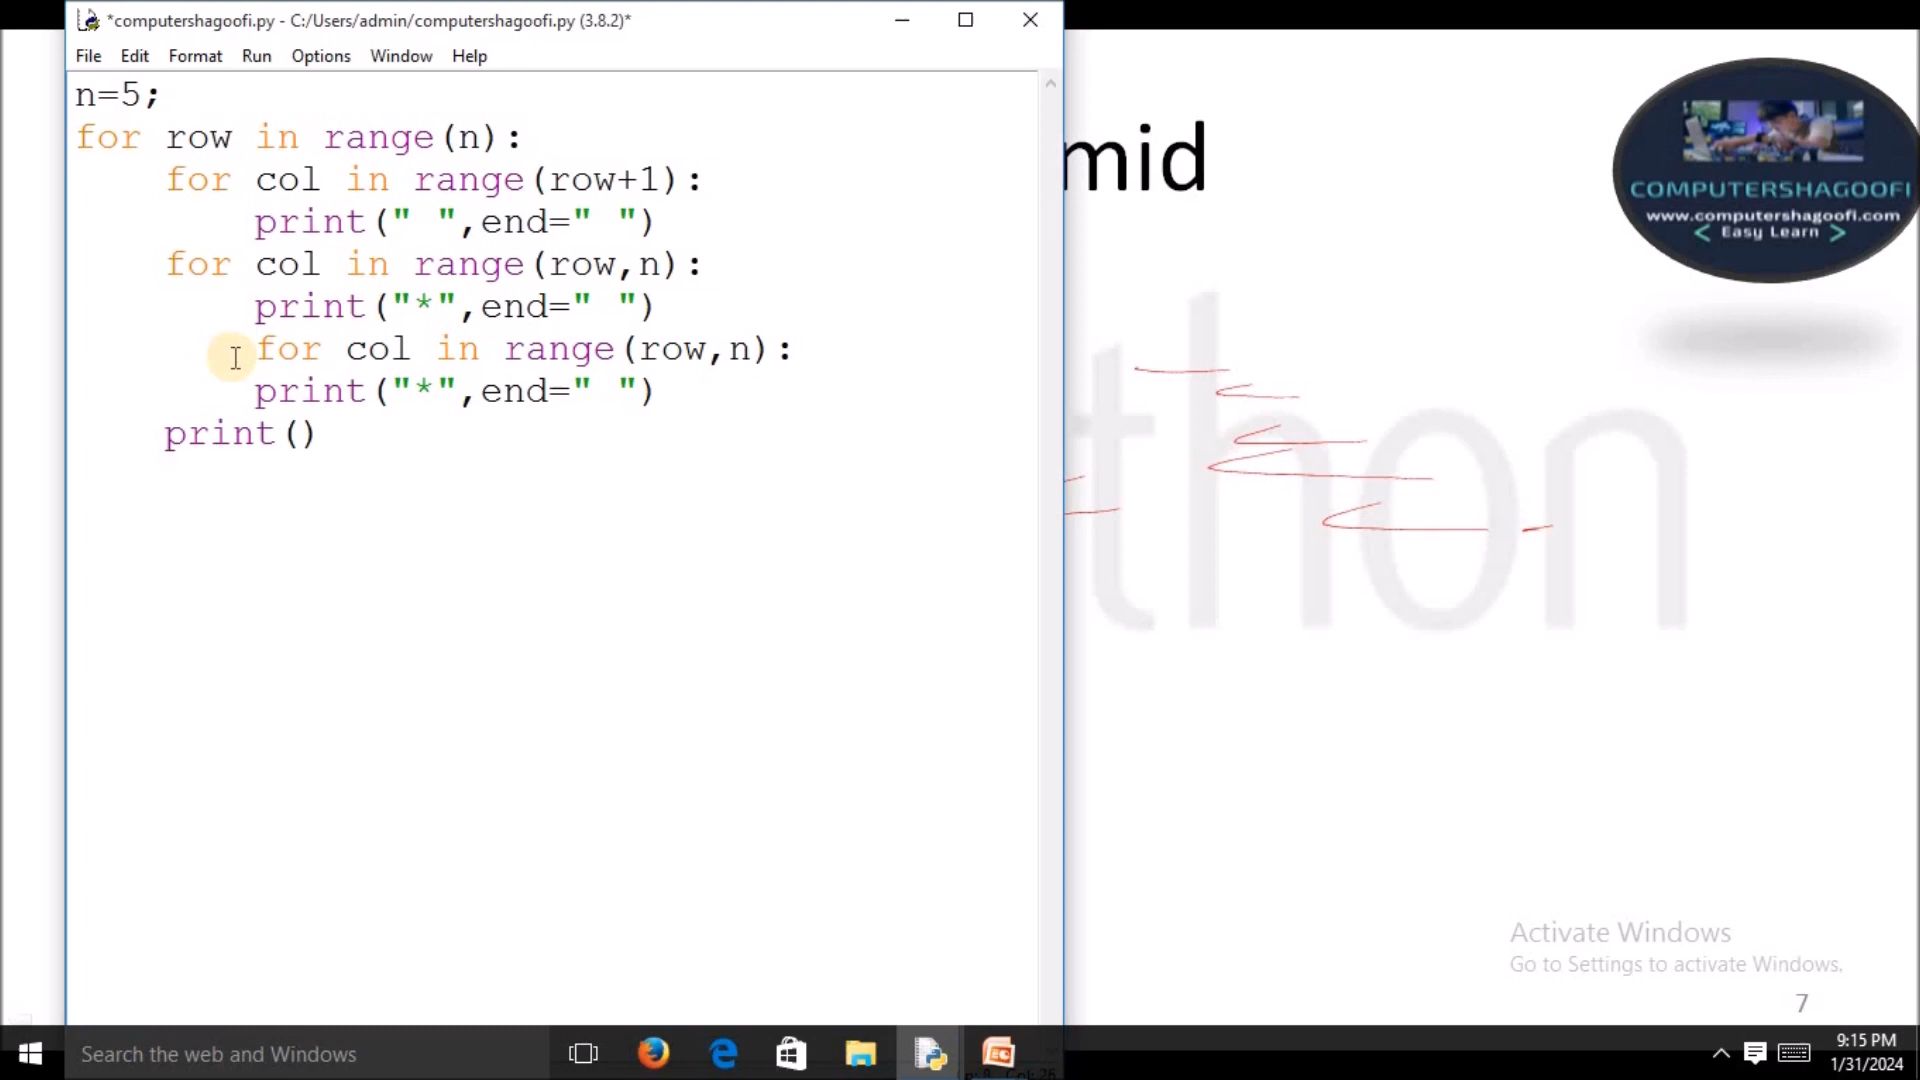 *computershagoofi.py - C:/Users/admin/computershagoofi.py (3.8.2)*
File Edit Format Run Options Window Help
n=5;
for row in range(n):
    for col in range(row+1):
        print(" ",end=" ")
    for col in range(row,n):
        print("*",end=" ")
        for col in range(row,n):
        print("*",end=" ")
    print()
mid
COMPUTERSHAGOOFI
www.computershagoofi.com
< Easy Learn >
thon
Activate Windows
Go to Settings to activate Windows.
7
Search the web and Windows
9:15 PM
1/31/2024